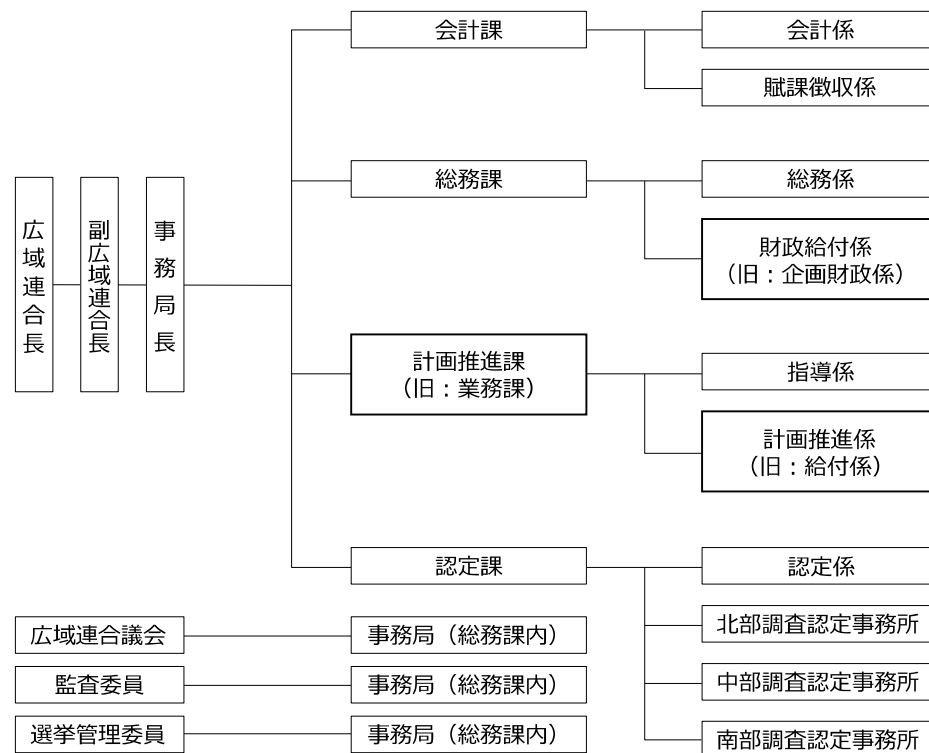 広域連合長
副広域連合長
事務局長
会計課
会計係
賦課徴収係
総務課
総務係
財政給付係
（旧：企画財政係）
計画推進課
（旧：業務課）
指導係
計画推進係
（旧：給付係）
認定課
認定係
北部調査認定事務所
中部調査認定事務所
南部調査認定事務所
広域連合議会
事務局（総務課内）
監査委員
事務局（総務課内）
選挙管理委員
事務局（総務課内）